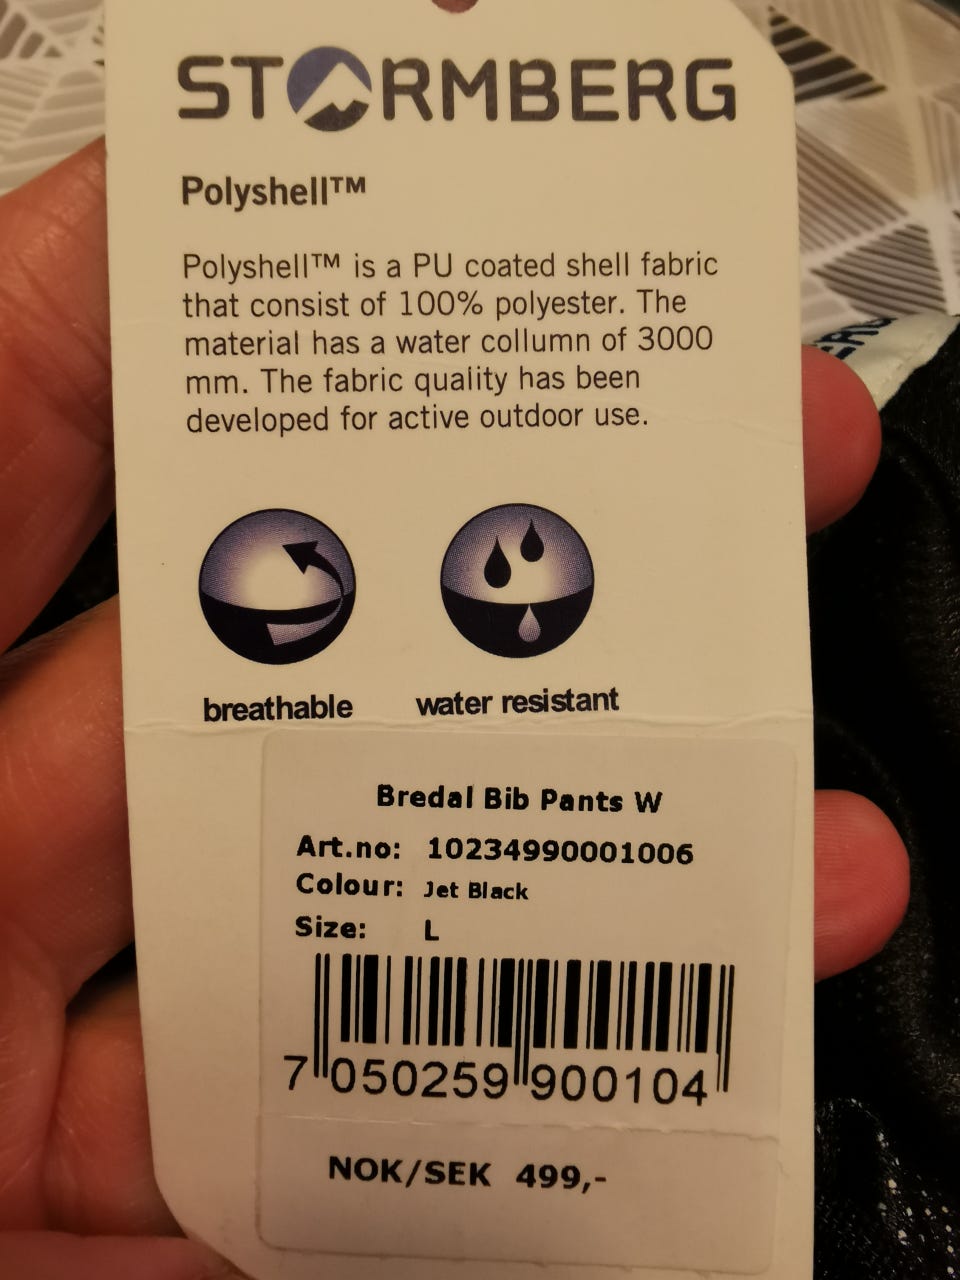 STORMBERG
Polyshell™
Polyshell™ is a PU coated shell fabric
that consist of 100% polyester. The
material has a water collumn of 3000
mm. The fabric quality has been
developed for active outdoor use.
breathable water resistant
Bredal Bib Pants W
Art.no: 10234990001006
Colour: Jet Black
Size: L
7 050259 900104
NOK/SEK 499,-